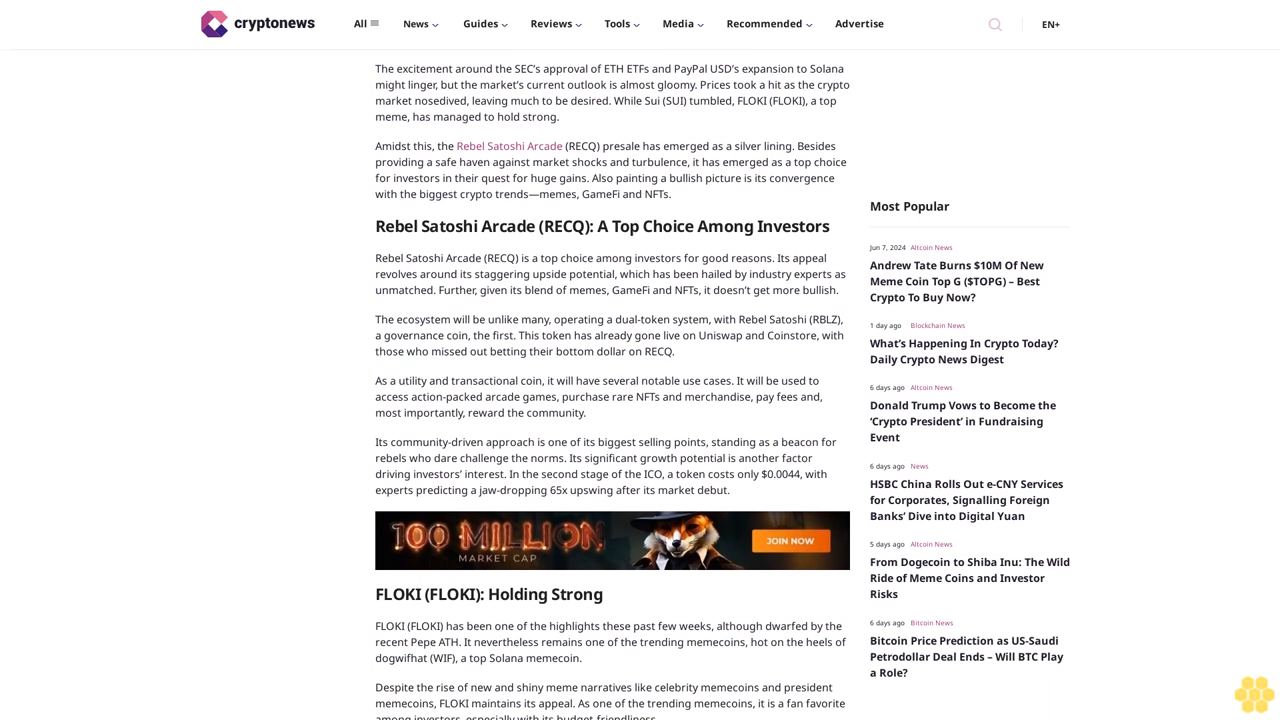 cryptonews
All
News
Guides
Reviews
Tools
Media
Recommended
Advertise
EN+
The excitement around the SEC’s approval of ETH ETFs and PayPal USD’s expansion to Solana
might linger, but the market’s current outlook is almost gloomy. Prices took a hit as the crypto
market nosedived, leaving much to be desired. While Sui (SUI) tumbled, FLOKI (FLOKI), a top
meme, has managed to hold strong.
Amidst this, the Rebel Satoshi Arcade (RECQ) presale has emerged as a silver lining. Besides
providing a safe haven against market shocks and turbulence, it has emerged as a top choice
for investors in their quest for huge gains. Also painting a bullish picture is its convergence
with the biggest crypto trends—memes, GameFi and NFTs.
Rebel Satoshi Arcade (RECQ): A Top Choice Among Investors
Rebel Satoshi Arcade (RECQ) is a top choice among investors for good reasons. Its appeal
revolves around its staggering upside potential, which has been hailed by industry experts as
unmatched. Further, given its blend of memes, GameFi and NFTs, it doesn’t get more bullish.
The ecosystem will be unlike many, operating a dual-token system, with Rebel Satoshi (RBLZ),
a governance coin, the first. This token has already gone live on Uniswap and Coinstore, with
those who missed out betting their bottom dollar on RECQ.
As a utility and transactional coin, it will have several notable use cases. It will be used to
access action-packed arcade games, purchase rare NFTs and merchandise, pay fees and,
most importantly, reward the community.
Its community-driven approach is one of its biggest selling points, standing as a beacon for
rebels who dare challenge the norms. Its significant growth potential is another factor
driving investors’ interest. In the second stage of the ICO, a token costs only $0.0044, with
experts predicting a jaw-dropping 65x upswing after its market debut.
100 MILLION
MARKET CAP
JOIN NOW
FLOKI (FLOKI): Holding Strong
FLOKI (FLOKI) has been one of the highlights these past few weeks, although dwarfed by the
recent Pepe ATH. It nevertheless remains one of the trending memecoins, hot on the heels of
dogwifhat (WIF), a top Solana memecoin.
Despite the rise of new and shiny meme narratives like celebrity memecoins and president
memecoins, FLOKI maintains its appeal. As one of the trending memecoins, it is a fan favorite
among investors, especially with its budget-friendliness.
Most Popular
Jun 7, 2024 Altcoin News
Andrew Tate Burns $10M Of New
Meme Coin Top G ($TOPG) – Best
Crypto To Buy Now?
1 day ago Blockchain News
What’s Happening In Crypto Today?
Daily Crypto News Digest
6 days ago Altcoin News
Donald Trump Vows to Become the
‘Crypto President’ in Fundraising
Event
6 days ago News
HSBC China Rolls Out e-CNY Services
for Corporates, Signalling Foreign
Banks’ Dive into Digital Yuan
5 days ago Altcoin News
From Dogecoin to Shiba Inu: The Wild
Ride of Meme Coins and Investor
Risks
6 days ago Bitcoin News
Bitcoin Price Prediction as US-Saudi
Petrodollar Deal Ends – Will BTC Play
a Role?